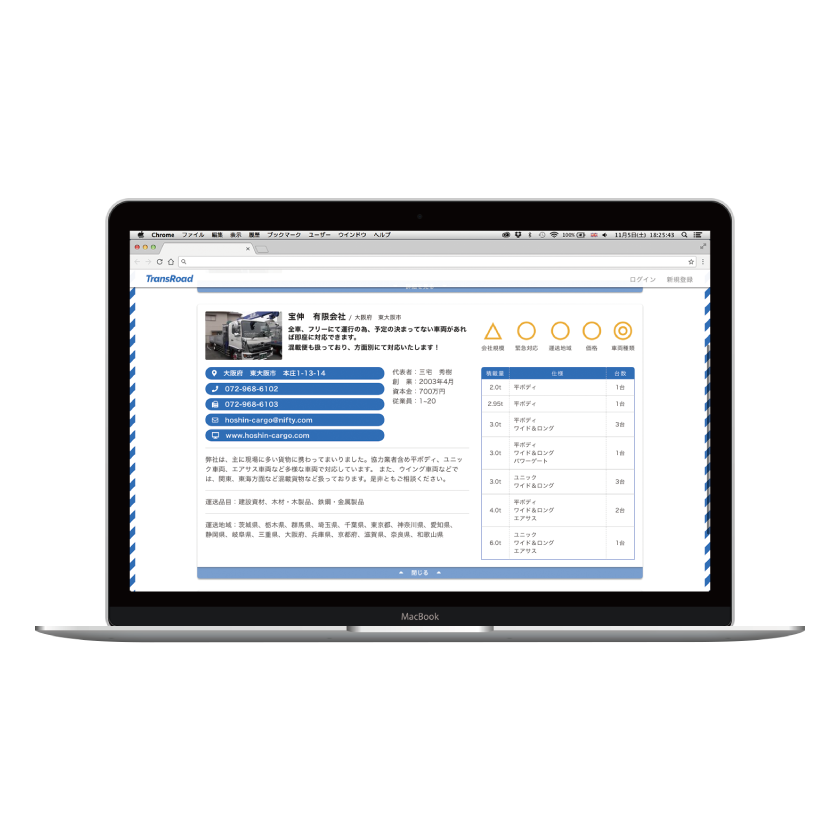 Chrome ファイル 編集 表示 履歴 ブックマーク ユーザー ウインドウ ヘルプ 100% 11月5日(土) 18:25:43
TransRoad ログイン 新規登録
宝伸 有限会社 / 大阪府 東大阪市
全車、フリーにて運行の為、予定の決まってない車両があれ
ば即座に対応できます。
混載便も扱っており、方面別にて対応いたします！
会社規模 緊急対応 運送地域 価格 車両種類
大阪府 東大阪市 本庄1-13-14
072-968-6102
072-968-6103
hoshin-cargo@nifty.com
www.hoshin-cargo.com
代表者：三宅 秀樹
創 業：2003年4月
資本金：700万円
従業員：1-20
弊社は、主に現場に多い貨物に携わってまいりました。協力業者含め平ボディ、ユニッ
ク車両、エアサス車両など多様な車両で対応しています。 また、ウイング車両などで
は、関東、東海方面など混載貨物など扱っております。是非ともご相談ください。
運送品目：建設資材、木材・木製品、鉄鋼・金属製品
運送地域：茨城県、栃木県、群馬県、埼玉県、千葉県、東京都、神奈川県、愛知県、
静岡県、岐阜県、三重県、大阪府、兵庫県、京都府、滋賀県、奈良県、和歌山県
積載量 仕様 台数
2.0t 平ボディ 1台
2.95t 平ボディ 1台
3.0t 平ボディ 3台
ワイド＆ロング
3.0t 平ボディ 1台
ワイド＆ロング
パワーゲート
3.0t ユニック 3台
ワイド＆ロング
4.0t 平ボディ 2台
ワイド＆ロング
エアサス
6.0t ユニック 1台
ワイド＆ロング
エアサス
閉じる
MacBook